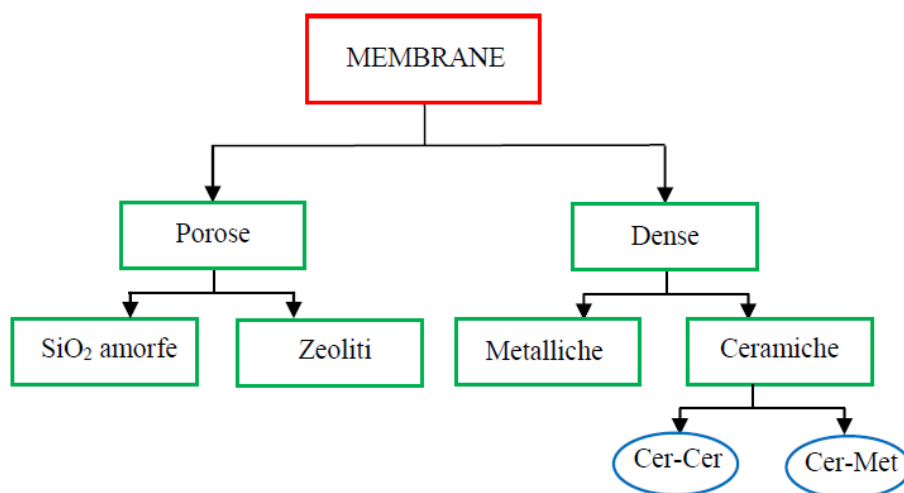 MEMBRANE
Porose
Dense
SiO₂ amorfe
Zeoliti
Metalliche
Ceramiche
Cer-Cer
Cer-Met